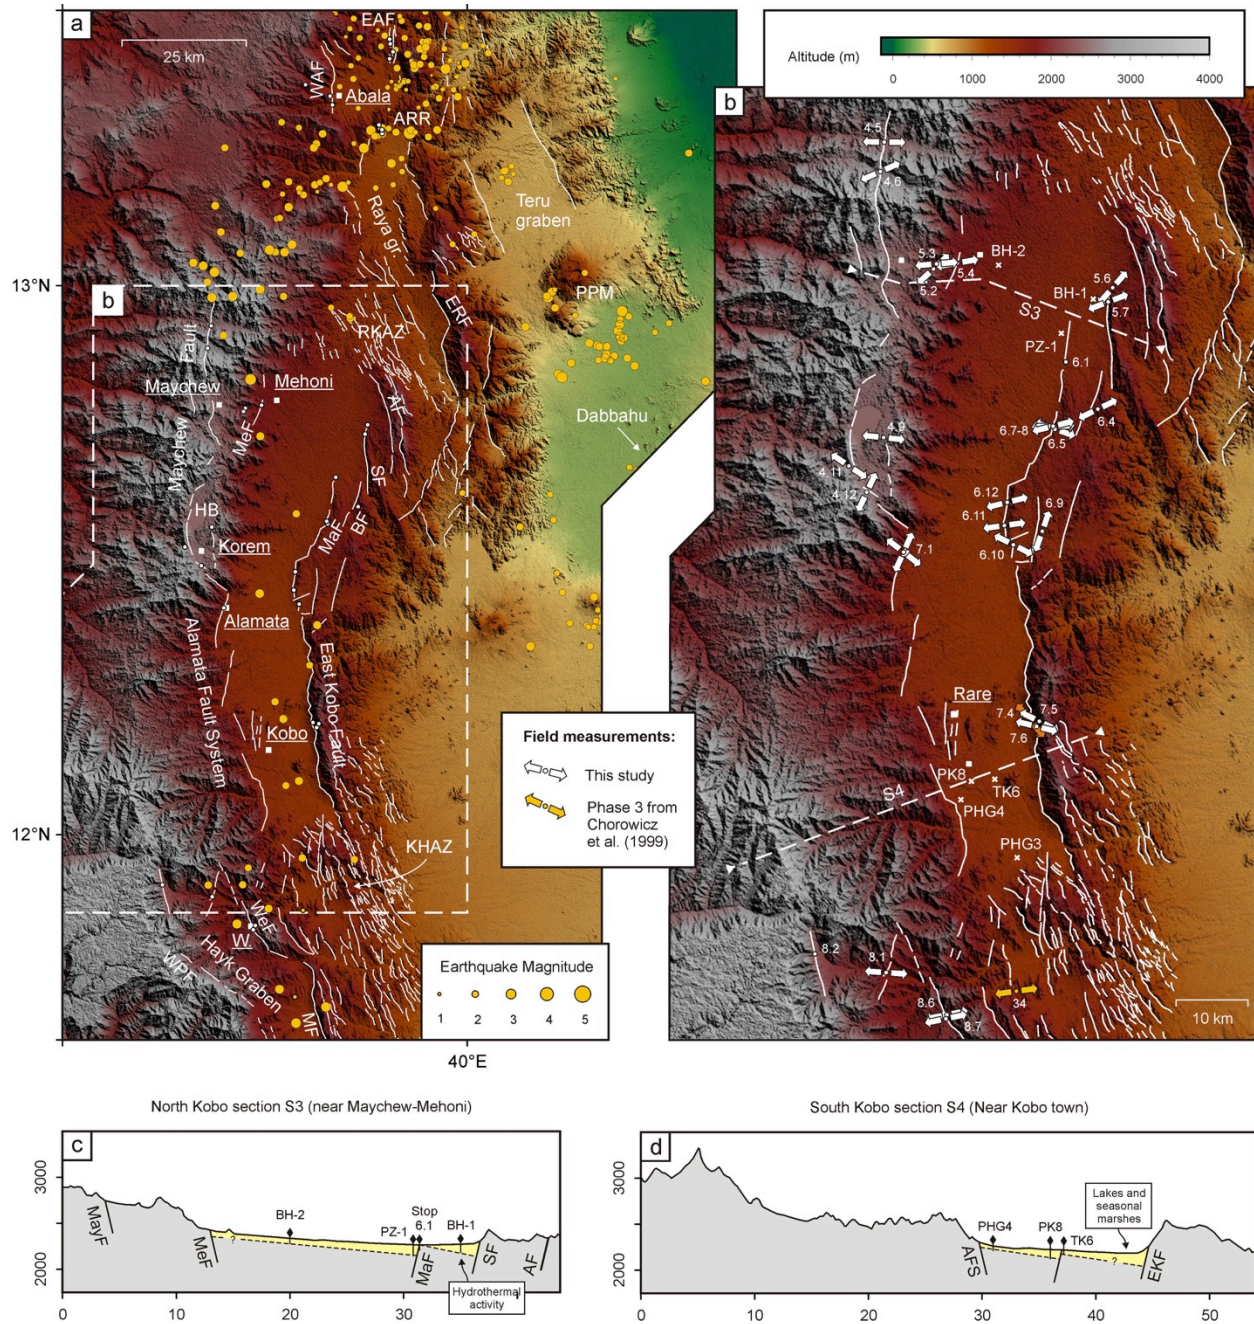 a
25 km
EAF
WAF
Abala
ARR
Raya gr.
Teru
graben
13°N
b
PPM
ERF
RKAZ
Maychew Fault
Maychew
Mehoni
MeF
AF
SF
Dabbahu
HB
MaF
BF
Korem
Alamata
Alamata Fault System
East Kobo Fault
Kobo
12°N
KHAZ
WeF
W.
Hayk Graben
WPF
MF
40°E
Field measurements:
This study
Phase 3 from
Chorowicz
et al. (1999)
Earthquake Magnitude
1 2 3 4 5
Altitude (m)
0 1000 2000 3000 4000
b
4.5
4.6
5.3
BH-2
5.4
5.2
5.6
BH-1
5.7
S3
PZ-1
6.1
6.4
6.7-8
6.5
4.9
4.11
4.12
6.12
6.9
6.11
6.10
7.1
Rare
7.4
7.5
7.6
PK8
S4
TK6
PHG4
PHG3
8.2
8.1
34
8.6
8.7
10 km
North Kobo section S3 (near Maychew-Mehoni)
c
3000
2000
MayF
MeF
?
BH-2
PZ-1
Stop
6.1
BH-1
MaF
SF
AF
Hydrothermal
activity
0 10 20 30
South Kobo section S4 (Near Kobo town)
d
3000
2000
Lakes and
seasonal
marshes
PHG4
PK8
TK6
AFS
?
EKF
0 10 20 30 40 50